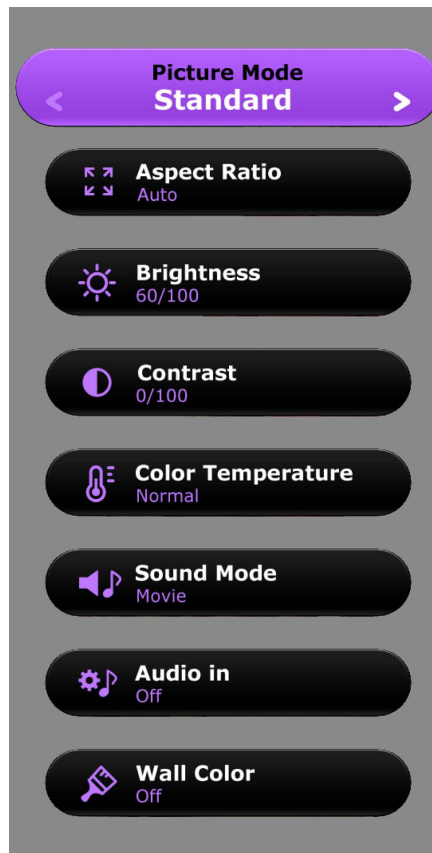 Picture Mode
Standard
Aspect Ratio
Auto
Brightness
60/100
Contrast
0/100
Color Temperature
Normal
Sound Mode
Movie
Audio in
Off
Wall Color
Off